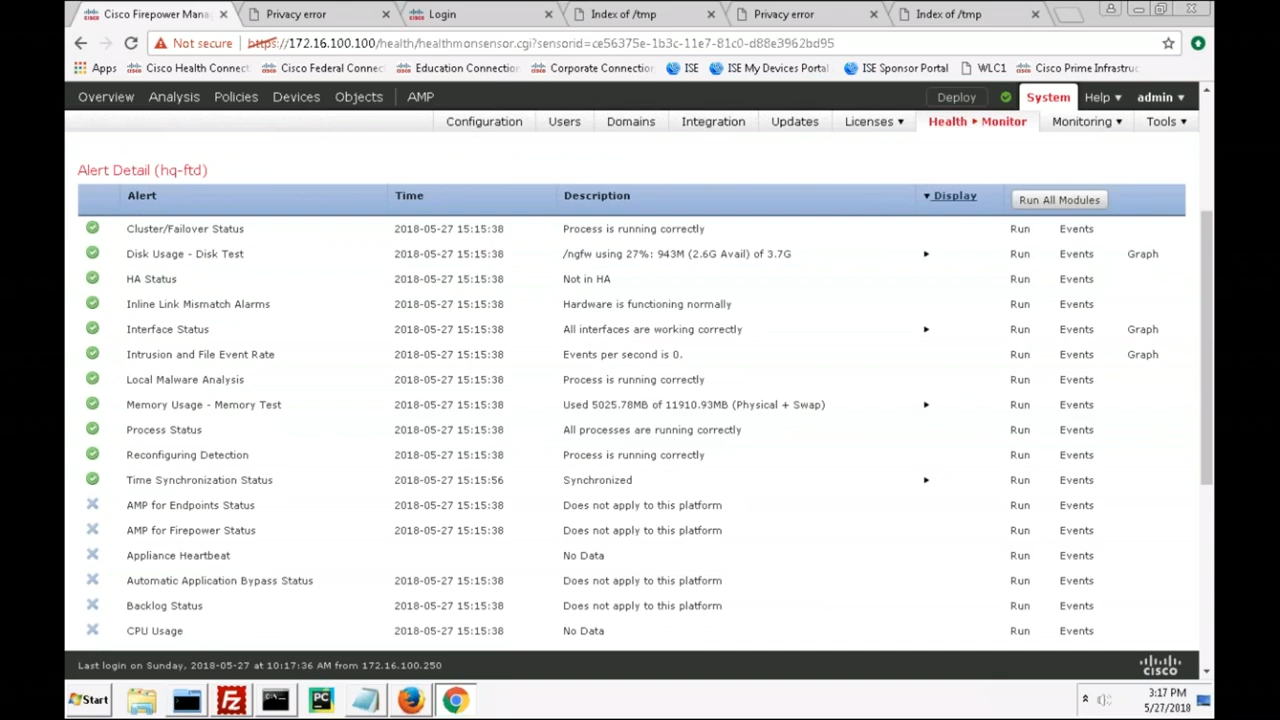 Cisco Firepower Mana
Privacy error
Login
Index of /tmp
Privacy error
Index of /tmp
Not secure https://172.16.100.100/health/healthmonsensor.cgi?sensorid=ce56375e-1b3c-11e7-81c0-d88e3962bd95
Apps Cisco Health Connect Cisco Federal Connec Education Connection Corporate Connection ISE ISE My Devices Portal ISE Sponsor Portal WLC1 Cisco Prime Infrastruc
Overview Analysis Policies Devices Objects AMP Deploy System Help admin
Configuration Users Domains Integration Updates Licenses Health Monitor Monitoring Tools
Alert Detail (hq-ftd)
Alert Time Description Display Run All Modules
Cluster/Failover Status 2018-05-27 15:15:38 Process is running correctly Run Events
Disk Usage - Disk Test 2018-05-27 15:15:38 /ngfw using 27%: 943M (2.6G Avail) of 3.7G Run Events Graph
HA Status 2018-05-27 15:15:38 Not in HA Run Events
Inline Link Mismatch Alarms 2018-05-27 15:15:38 Hardware is functioning normally Run Events
Interface Status 2018-05-27 15:15:38 All interfaces are working correctly Run Events Graph
Intrusion and File Event Rate 2018-05-27 15:15:38 Events per second is 0. Run Events Graph
Local Malware Analysis 2018-05-27 15:15:38 Process is running correctly Run Events
Memory Usage - Memory Test 2018-05-27 15:15:38 Used 5025.78MB of 11910.93MB (Physical + Swap) Run Events
Process Status 2018-05-27 15:15:38 All processes are running correctly Run Events
Reconfiguring Detection 2018-05-27 15:15:38 Process is running correctly Run Events
Time Synchronization Status 2018-05-27 15:15:56 Synchronized Run Events
AMP for Endpoints Status 2018-05-27 15:15:38 Does not apply to this platform Run Events
AMP for Firepower Status 2018-05-27 15:15:38 Does not apply to this platform Run Events
Appliance Heartbeat No Data Run Events
Automatic Application Bypass Status 2018-05-27 15:15:38 Does not apply to this platform Run Events
Backlog Status 2018-05-27 15:15:38 Does not apply to this platform Run Events
CPU Usage 2018-05-27 15:15:38 No Data Run Events
Last login on Sunday, 2018-05-27 at 10:17:36 AM from 172.16.100.250
CISCO
Start
Fz
PC
3:17 PM
5/27/2018